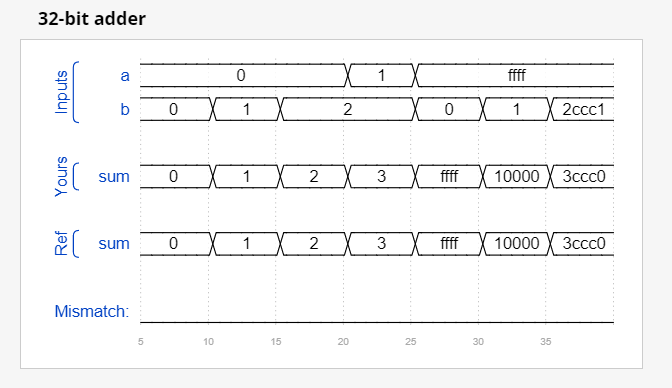 32-bit adder
Inputs
a 0 1 ffff
b 0 1 2 0 1 2ccc1
Yours
sum 0 1 2 3 ffff 10000 3ccc0
Ref
sum 0 1 2 3 ffff 10000 3ccc0
Mismatch:
5 10 15 20 25 30 35